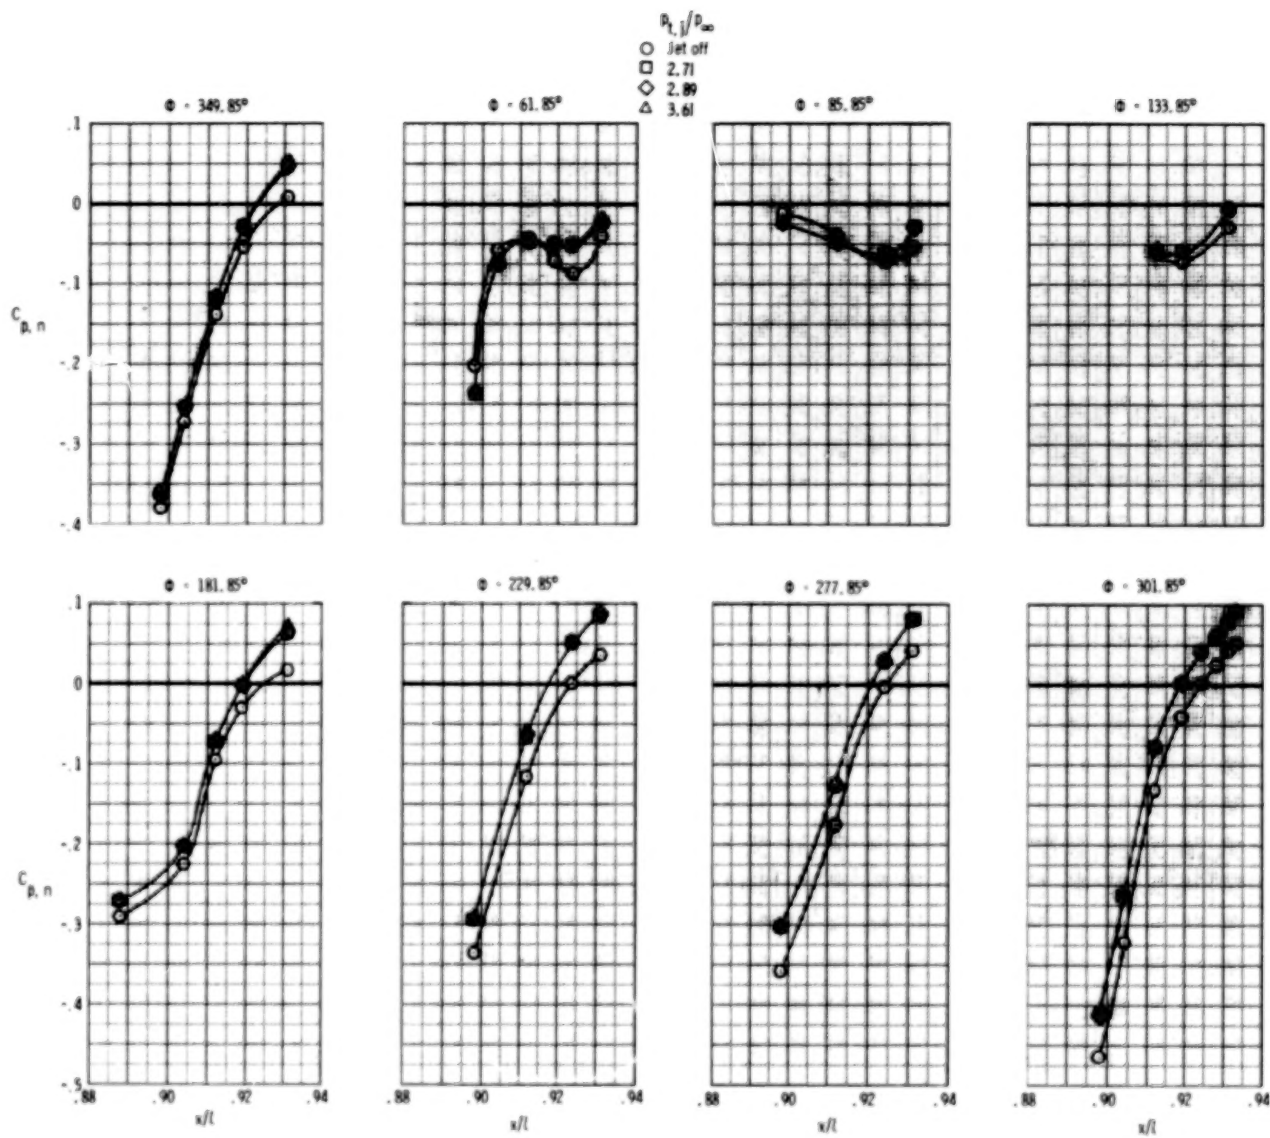 p_t,j/p_∞
Jet off
2.71
2.89
3.61
Φ - 349.85°
Φ - 61.85°
Φ - 85.85°
Φ - 133.85°
.1
0
-.1
C_p,n
-.2
-.3
-.4
Φ - 181.85°
Φ - 229.85°
Φ - 277.85°
Φ - 301.85°
.1
0
-.1
-.2
C_p,n
-.3
-.4
-.5
.88 .90 .92 .94
.88 .90 .92 .94
.88 .90 .92 .94
.88 .90 .92 .94
x/l
x/l
x/l
x/l